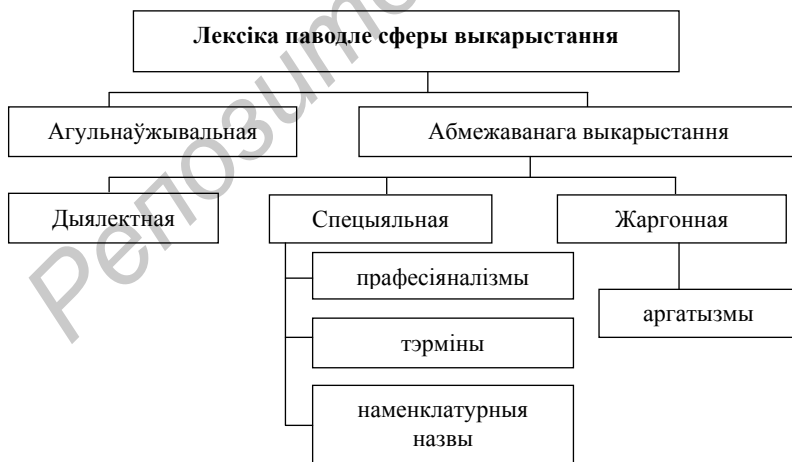 Лексіка паводле сферы выкарыстання
Агульнаўжывальная
Абмежаванага выкарыстання
Дыялектная
Спецыяльная
Жаргонная
прафесіяналізмы
аргатызмы
тэрміны
наменклатурныя
назвы